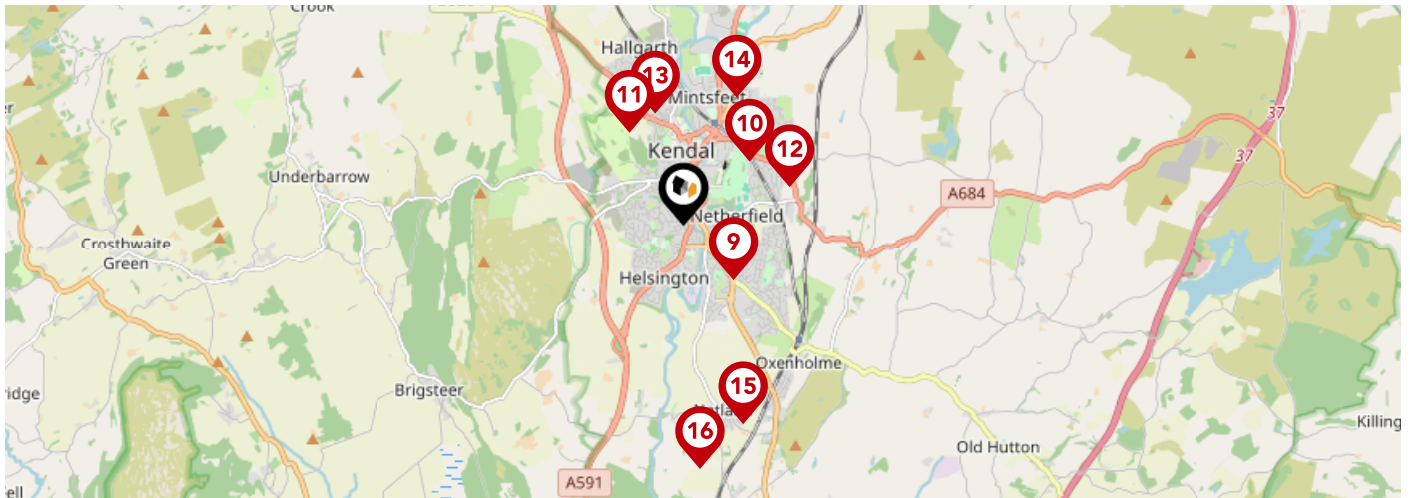 Crook
Hallgarth
14
13
11
Mintsfeet
37
10
12
Kendal
37
Underbarrow
A684
Netherfield
9
Crosthwaite
Green
Helsington
Oxenholme
15
Brigsteer
ridge
Killing
16
Old Hutton
A591
ell